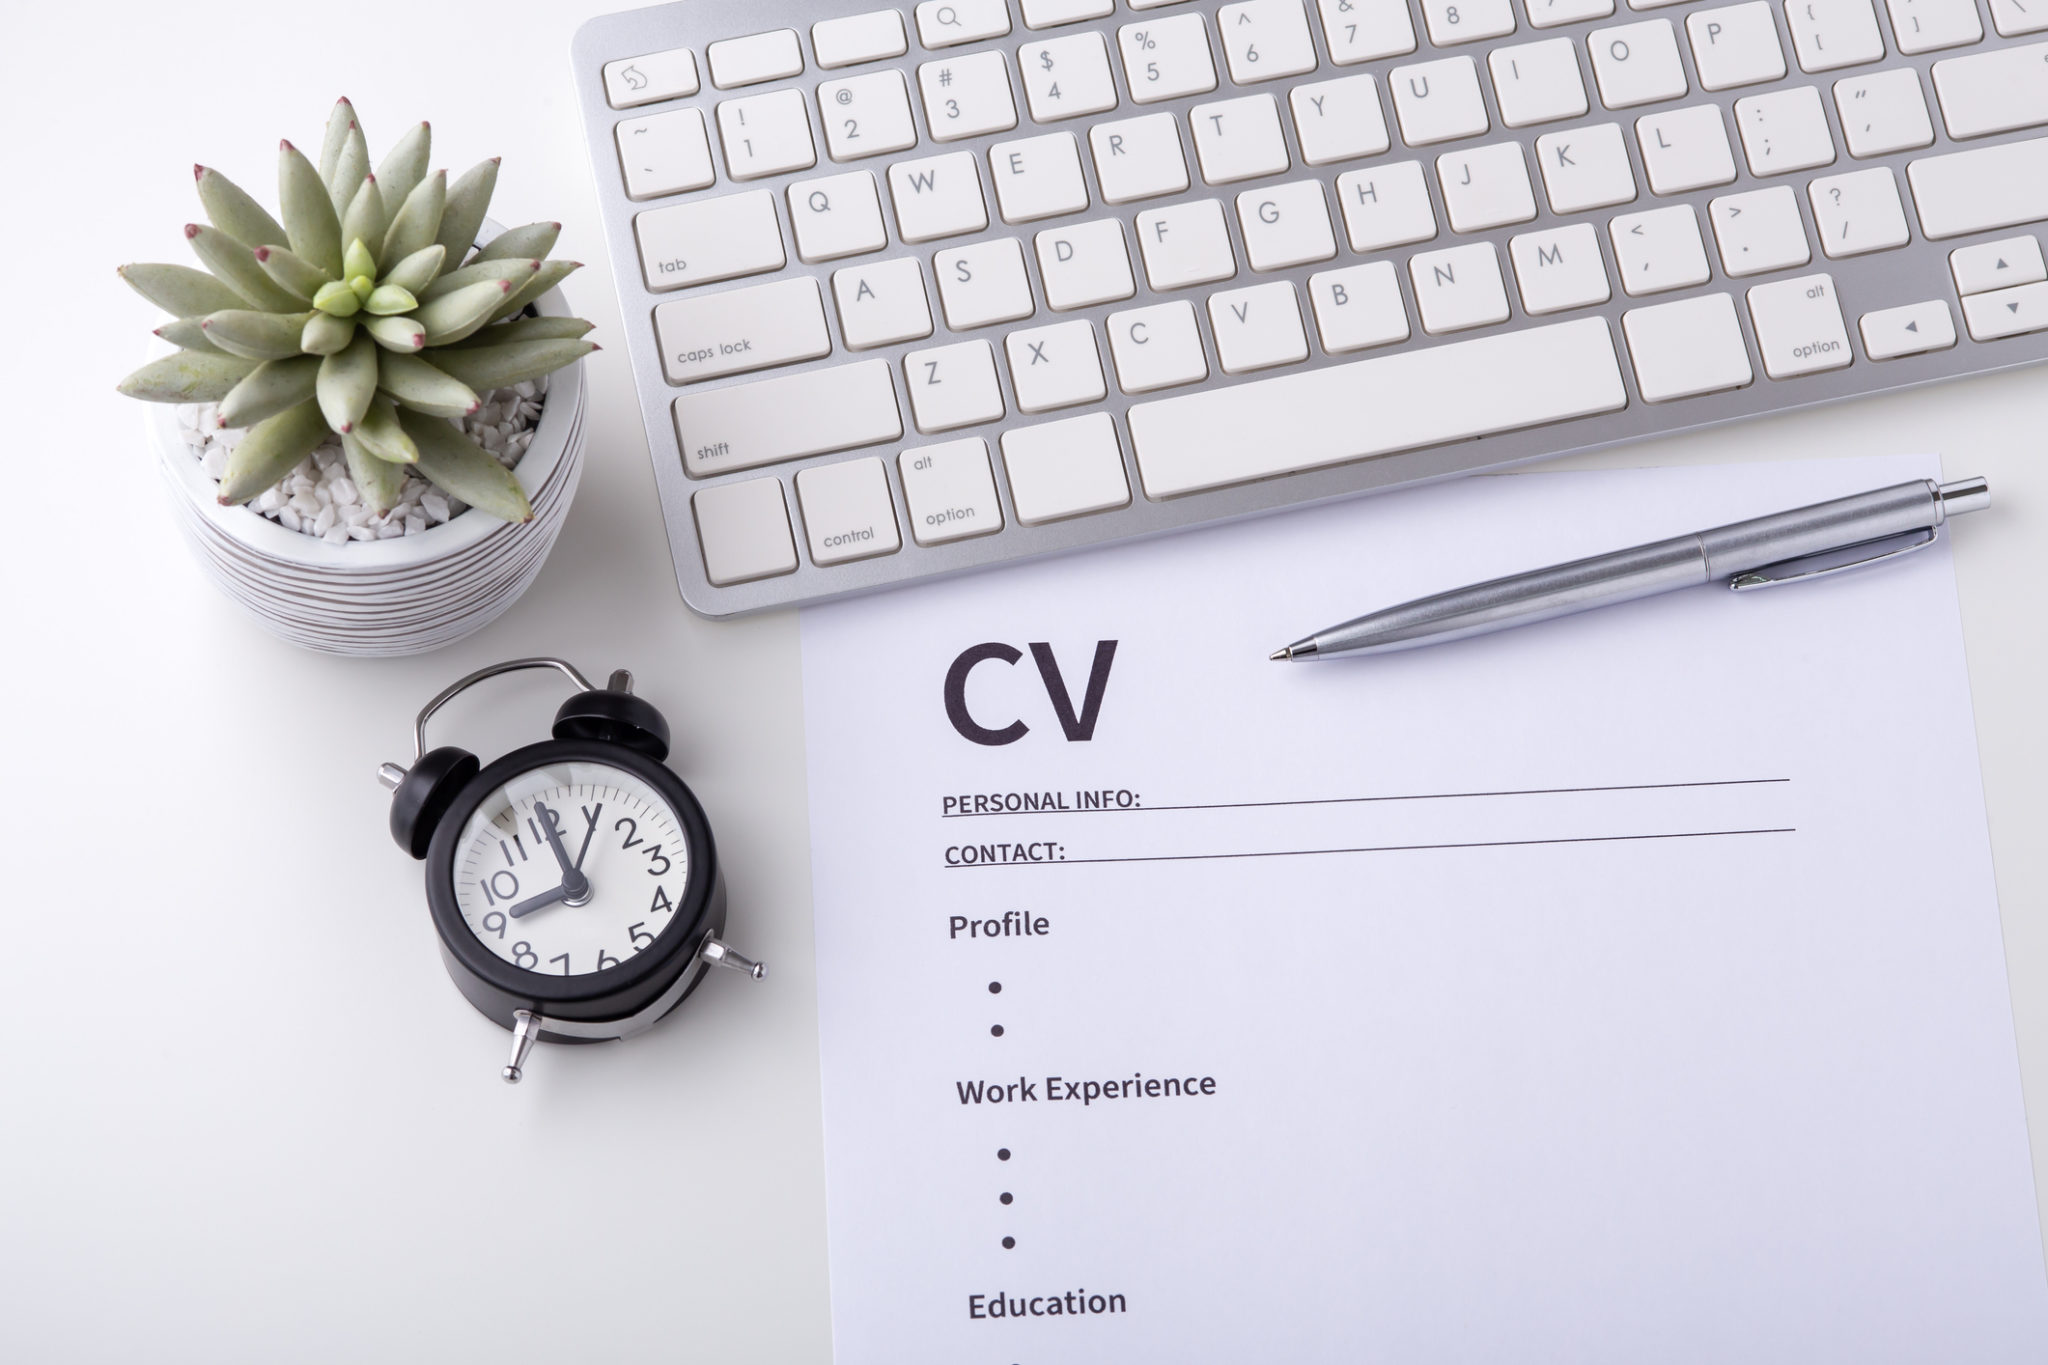 & 7
8
~ `
! 1
@ 2
# 3
$ 4
% 5
^ 6
tab
Q W E R T Y U I O P { [ } ]
caps lock
A S D F G H J K L : ; " ,
shift
Z X C V B N M < , > . ? /
control
alt option
alt option
CV
PERSONAL INFO:
CONTACT:
Profile
•
•
Work Experience
•
•
•
Education
12
2
3
4
5
6
7
8
9
10
11